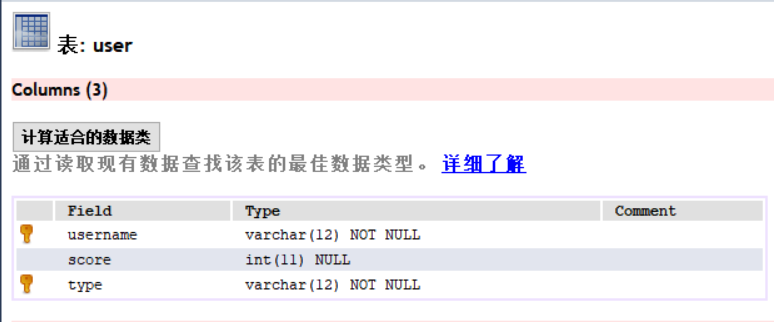 表: user
Columns (3)
计算适合的数据类
通过读取现有数据查找该表的最佳数据类型。 详细了解
Field Type Comment
username varchar(12) NOT NULL
score int(11) NULL
type varchar(12) NOT NULL